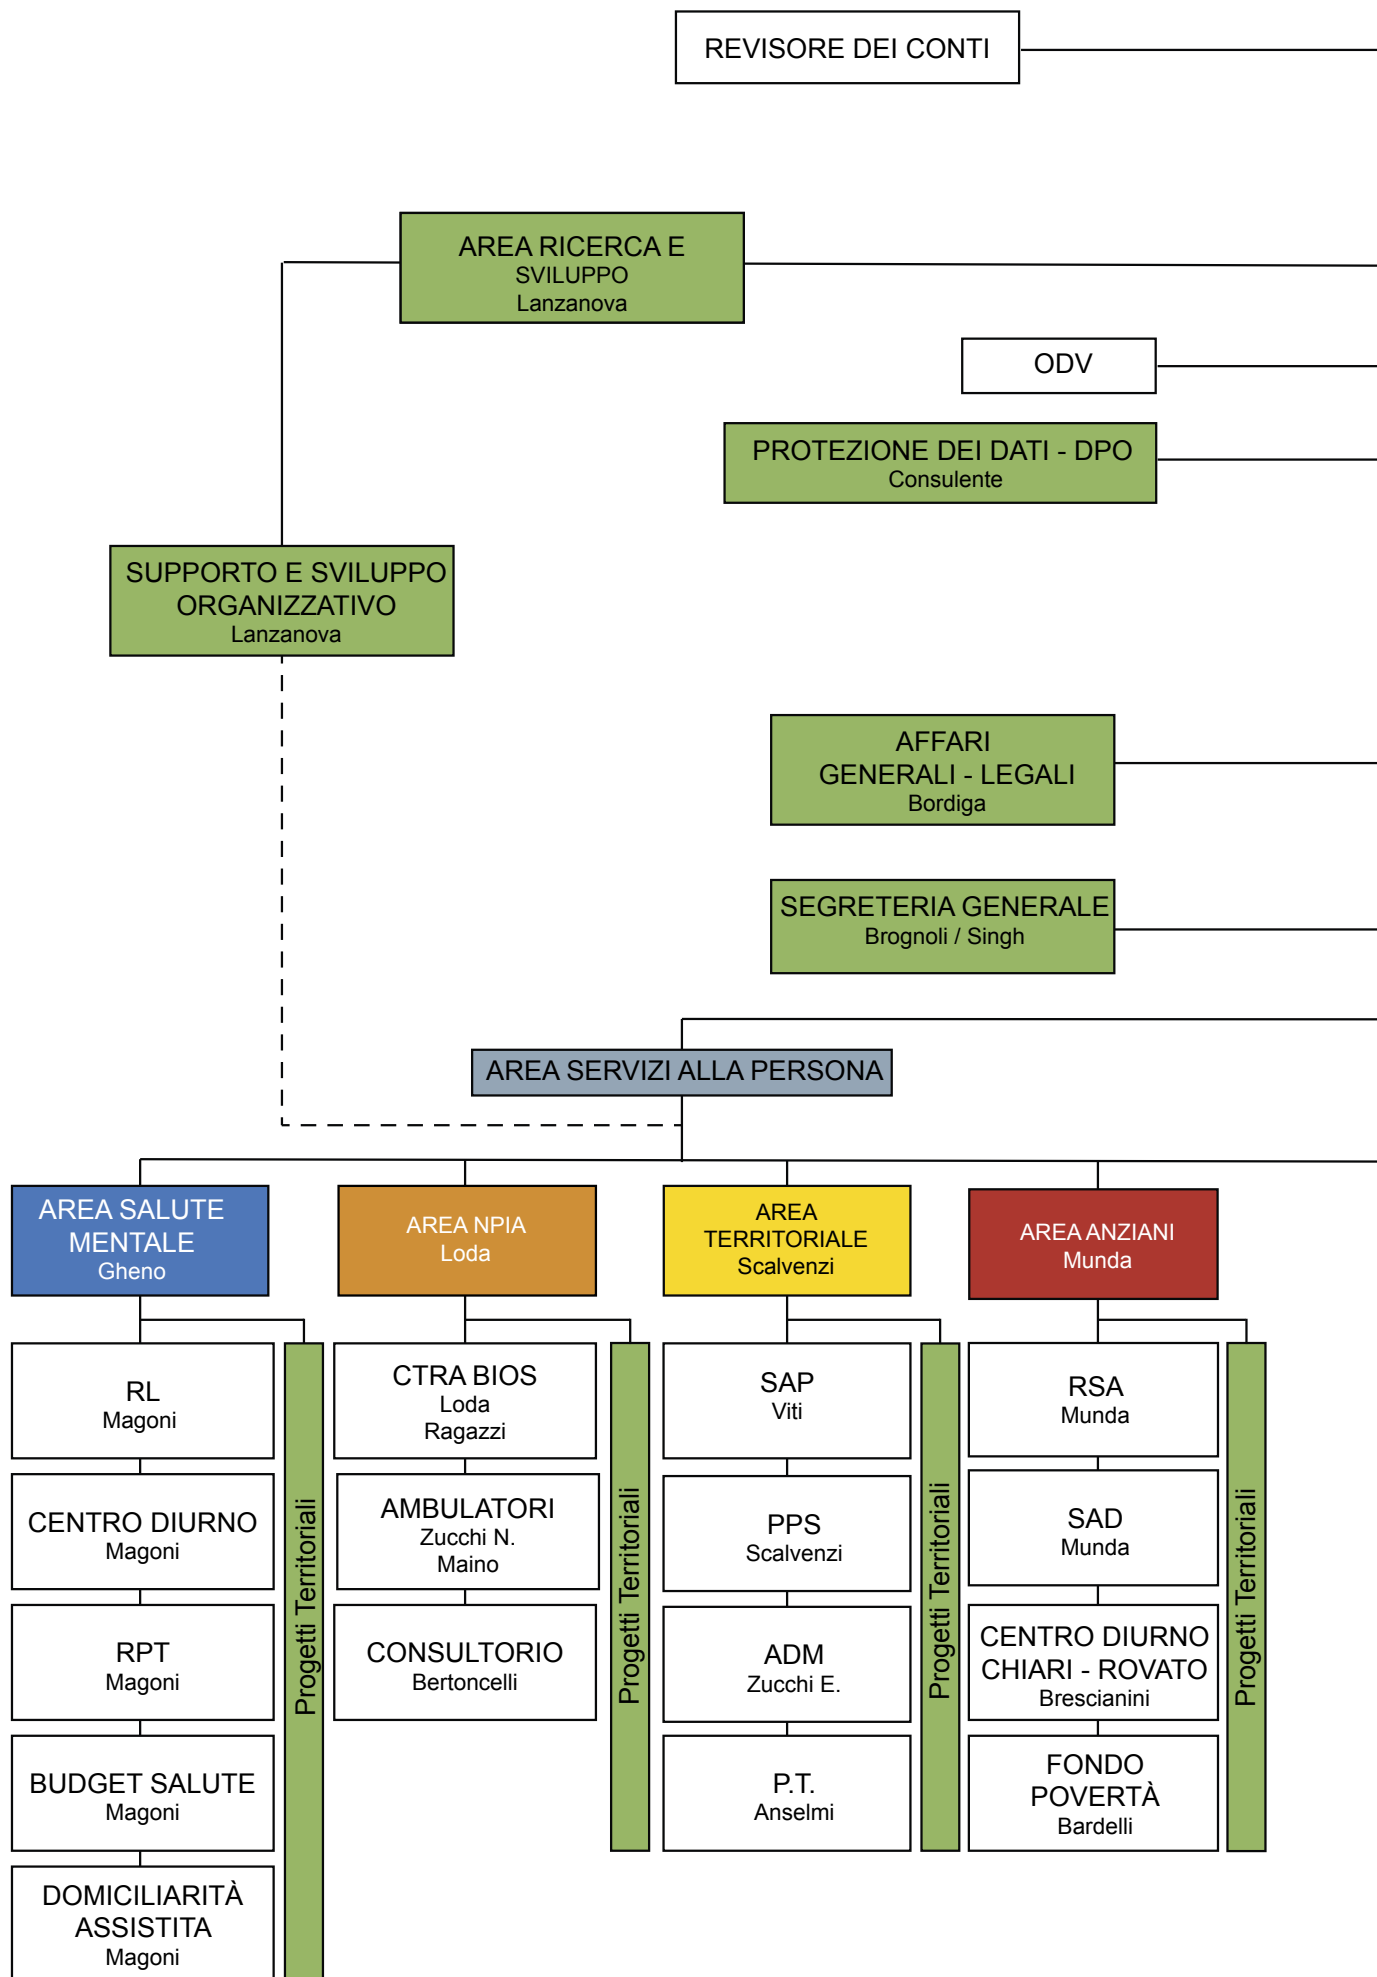 REVISORE DEI CONTI
AREA RICERCA E
SVILUPPO
Lanzanova
ODV
PROTEZIONE DEI DATI - DPO
Consulente
SUPPORTO E SVILUPPO
ORGANIZZATIVO
Lanzanova
AFFARI
GENERALI - LEGALI
Bordiga
SEGRETERIA GENERALE
Brognoli / Singh
AREA SERVIZI ALLA PERSONA
AREA SALUTE
MENTALE
Gheno
RL
Magoni
CENTRO DIURNO
Magoni
RPT
Magoni
BUDGET SALUTE
Magoni
DOMICILIARITÀ
ASSISTITA
Magoni
Progetti Territoriali
AREA NPIA
Loda
CTRA BIOS
Loda
Ragazzi
AMBULATORI
Zucchi N.
Maino
CONSULTORIO
Bertoncelli
Progetti Territoriali
AREA
TERRITORIALE
Scalvenzi
SAP
Viti
PPS
Scalvenzi
ADM
Zucchi E.
P.T.
Anselmi
Progetti Territoriali
AREA ANZIANI
Munda
RSA
Munda
SAD
Munda
CENTRO DIURNO
CHIARI - ROVATO
Brescianini
FONDO
POVERTÀ
Bardelli
Progetti Territoriali